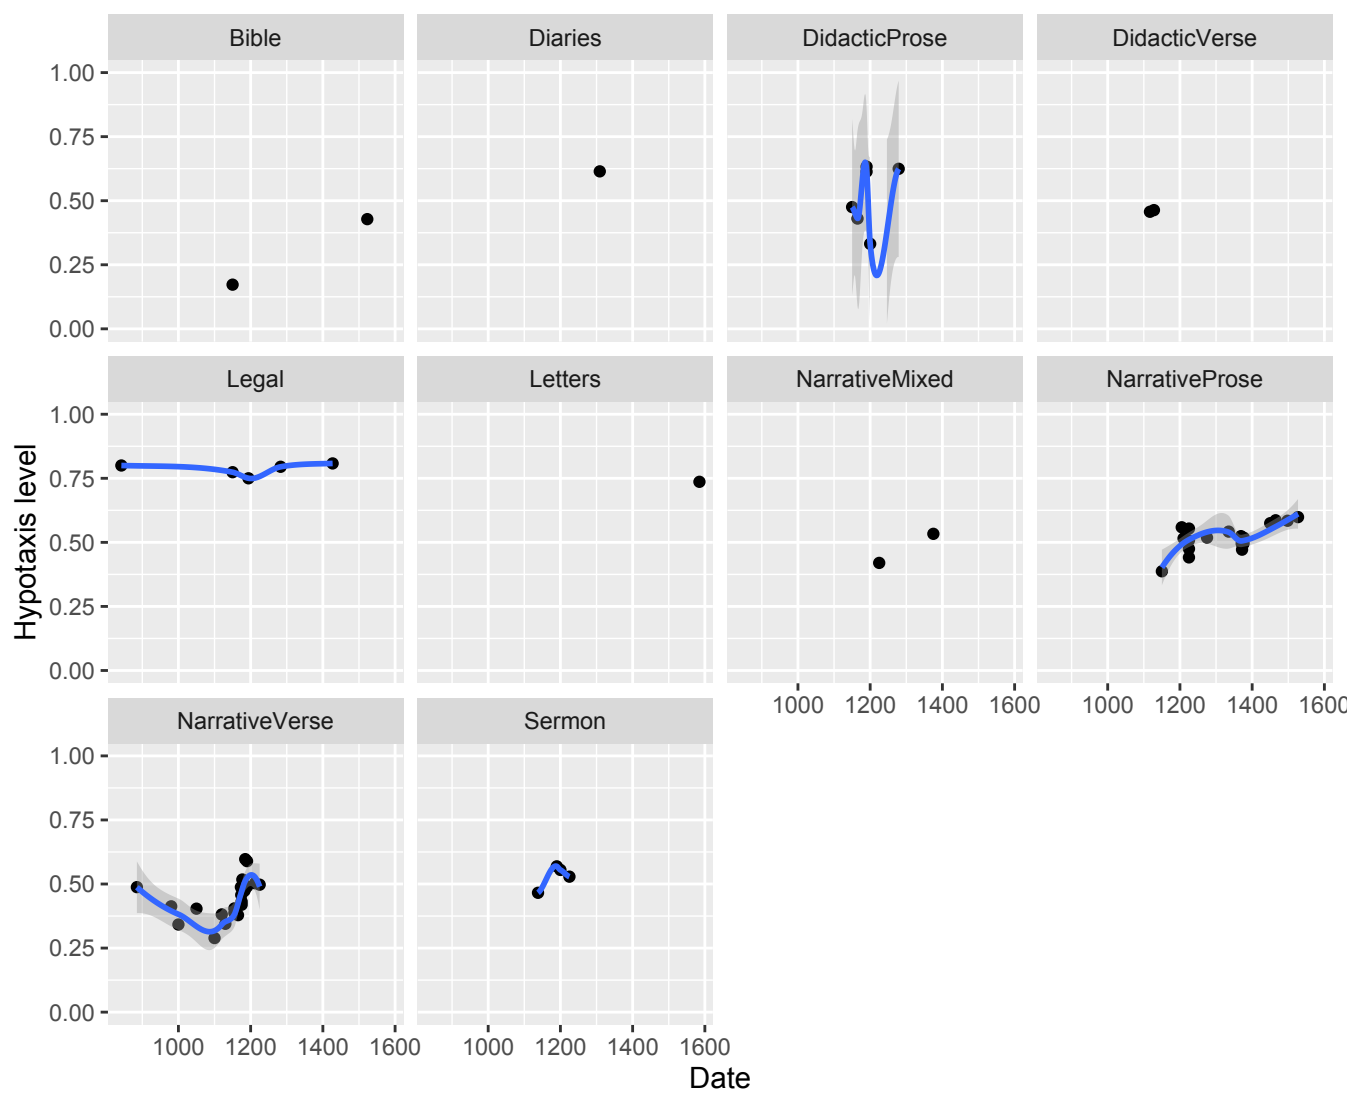 Bible Diaries DidacticProse DidacticVerse
1.00
0.75
0.50
0.25
0.00
Legal Letters NarrativeMixed NarrativeProse
1.00
0.75
0.50
0.25
0.00
1000 1200 1400 1600 1000 1200 1400 1600
NarrativeVerse Sermon
1.00
0.75
0.50
0.25
0.00
1000 1200 1400 1600 1000 1200 1400 1600
Hypotaxis level
Date